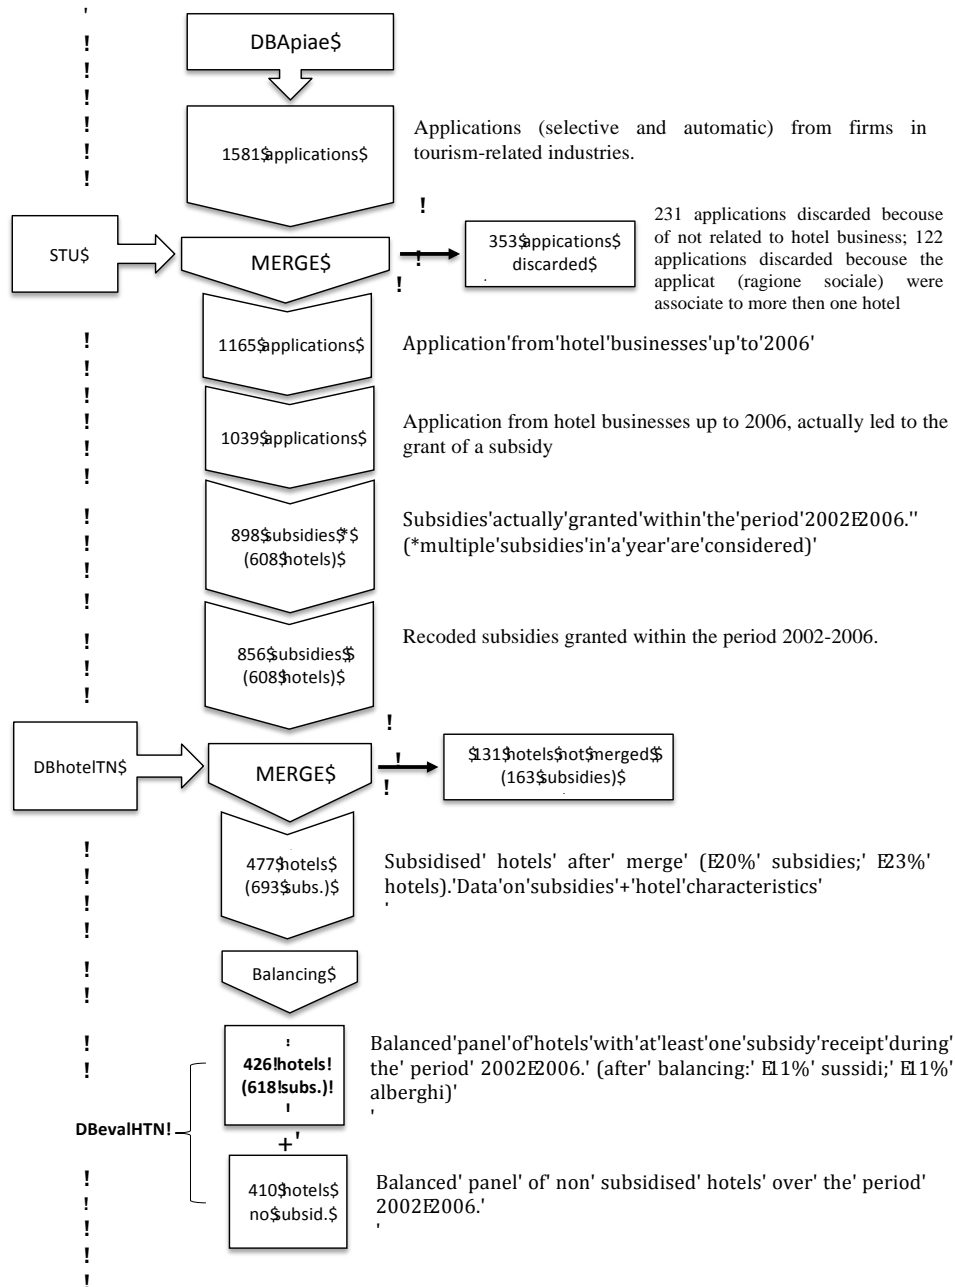 '
!
!
!
!
!
!
DBApiae$
1581$applications$
Applications (selective and automatic) from firms in
tourism-related industries.
!
STU$
MERGE$
!
!
353$appications$
discarded$
231 applications discarded becouse
of not related to hotel business; 122
applications discarded becouse the
applicat (ragione sociale) were
associate to more then one hotel
!
!
!
!
!
!
1165$applications$
Application'from'hotel'businesses'up'to'2006'
1039$applications$
Application from hotel businesses up to 2006, actually led to the
grant of a subsidy
!
!
!
!
!
898$subsidies$*$
(608$hotels)$
Subsidies'actually'granted'within'the'period'2002E2006.''
(*multiple'subsidies'in'a'year'are'considered)'
!
!
!
856$subsidies$$
(608$hotels)$
Recoded subsidies granted within the period 2002-2006.
!
DBhotelTN$
MERGE$
!
!
$131$hotels$not$merged$$
(163$subsidies)$
!
!
!
!
477$hotels$
(693$subs.)$
Subsidised' hotels' after' merge' (E20%' subsidies;' E23%'
hotels).'Data'on'subsidies'+'hotel'characteristics'
'
!
!
Balancing$
!
!
!
426!hotels!
(618!subs.)!
!
Balanced'panel'of'hotels'with'at'least'one'subsidy'receipt'during'
the' period' 2002E2006.' (after' balancing:' E11%' sussidi;' E11%'
alberghi)'
'
DBevalHTN!
+'
!
!
!
!
!
410$hotels$
no$subsid.$
Balanced' panel' of' non' subsidised' hotels' over' the' period'
2002E2006.'
'